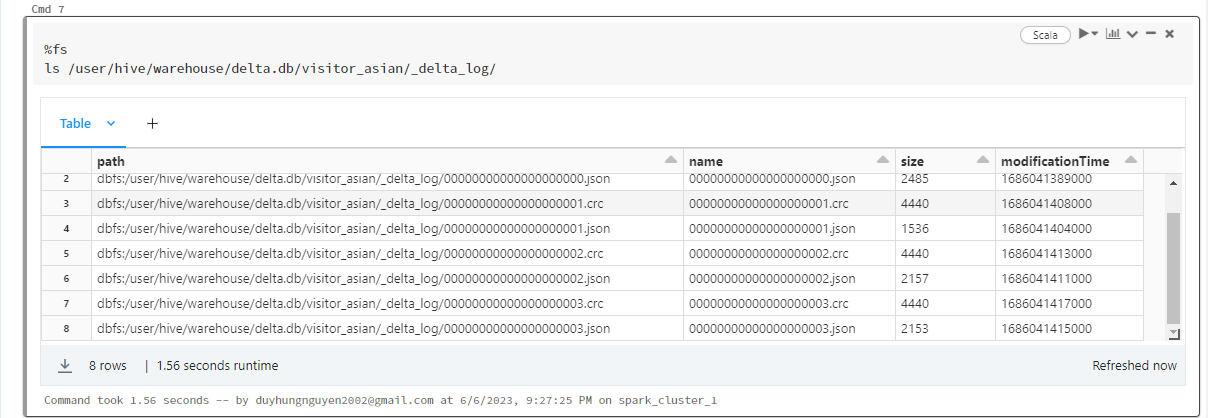 Cmd 7
Scala
%fs
ls /user/hive/warehouse/delta.db/visitor_asian/_delta_log/
Table
path name size modificationTime
2 dbfs:/user/hive/warehouse/delta.db/visitor_asian/_delta_log/00000000000000000000.json 00000000000000000000.json 2485 1686041389000
3 dbfs:/user/hive/warehouse/delta.db/visitor_asian/_delta_log/00000000000000000001.crc 00000000000000000001.crc 4440 1686041408000
4 dbfs:/user/hive/warehouse/delta.db/visitor_asian/_delta_log/00000000000000000001.json 00000000000000000001.json 1536 1686041404000
5 dbfs:/user/hive/warehouse/delta.db/visitor_asian/_delta_log/00000000000000000002.crc 00000000000000000002.crc 4440 1686041413000
6 dbfs:/user/hive/warehouse/delta.db/visitor_asian/_delta_log/00000000000000000002.json 00000000000000000002.json 2157 1686041411000
7 dbfs:/user/hive/warehouse/delta.db/visitor_asian/_delta_log/00000000000000000003.crc 00000000000000000003.crc 4440 1686041417000
8 dbfs:/user/hive/warehouse/delta.db/visitor_asian/_delta_log/00000000000000000003.json 00000000000000000003.json 2153 1686041415000
8 rows | 1.56 seconds runtime Refreshed now
Command took 1.56 seconds -- by duyhungnguyen2002@gmail.com at 6/6/2023, 9:27:25 PM on spark_cluster_1